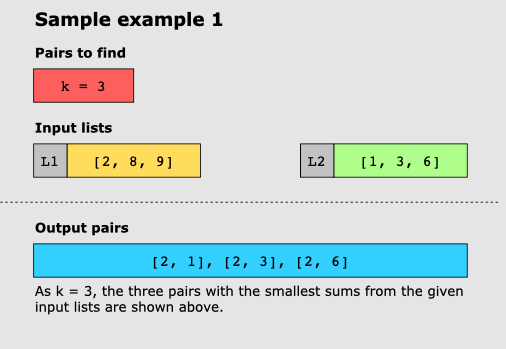 Sample example 1
Pairs to find
k = 3
Input lists
L1 [2, 8, 9] L2 [1, 3, 6]
Output pairs
[2, 1], [2, 3], [2, 6]
As k = 3, the three pairs with the smallest sums from the given
input lists are shown above.